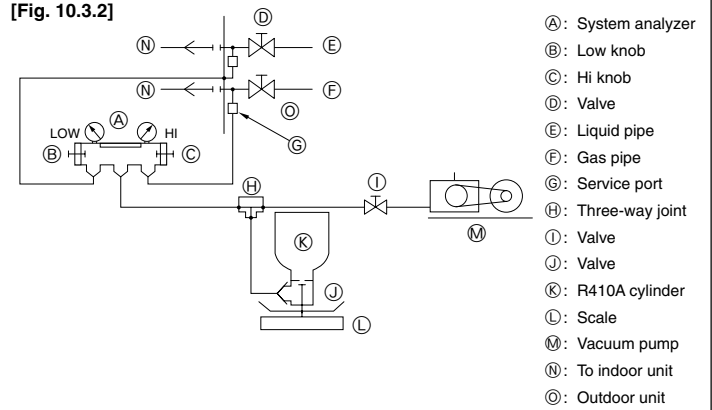 [Fig. 10.3.2]
Ⓝ Ⓓ Ⓔ
Ⓝ Ⓕ
Ⓞ
Ⓐ
LOW HI
Ⓖ
Ⓑ Ⓒ
Ⓗ Ⓘ
Ⓚ Ⓜ
Ⓙ
Ⓛ
Ⓐ: System analyzer
Ⓑ: Low knob
Ⓒ: Hi knob
Ⓓ: Valve
Ⓔ: Liquid pipe
Ⓕ: Gas pipe
Ⓖ: Service port
Ⓗ: Three-way joint
Ⓘ: Valve
Ⓙ: Valve
Ⓚ: R410A cylinder
Ⓛ: Scale
Ⓜ: Vacuum pump
Ⓝ: To indoor unit
Ⓞ: Outdoor unit